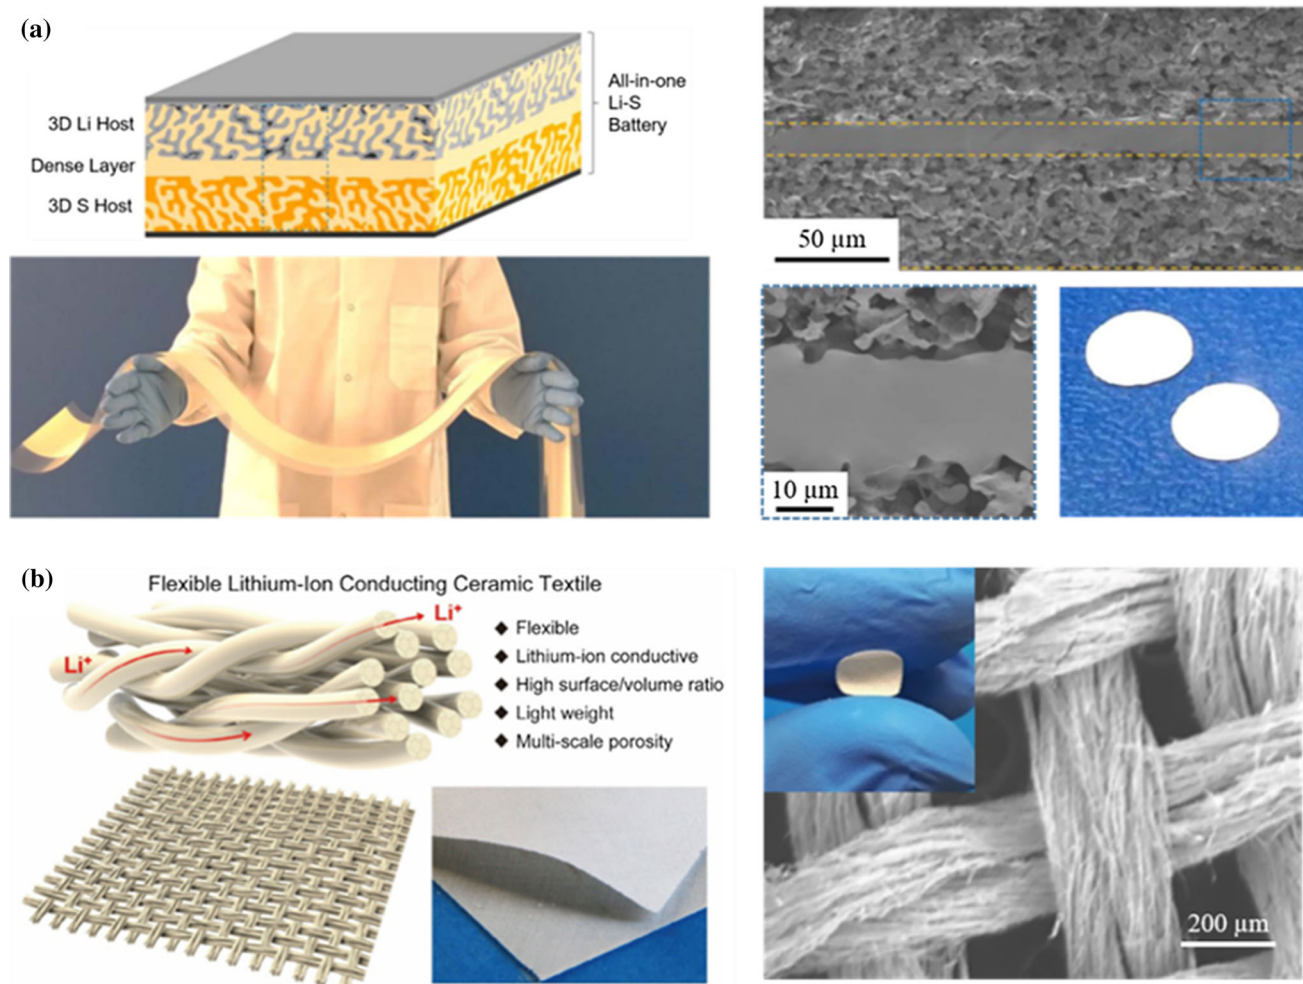 (a)
3D Li Host
Dense Layer
3D S Host
All-in-one
Li-S
Battery
50 µm
10 µm
(b)
Flexible Lithium-Ion Conducting Ceramic Textile
Li⁺
Li⁺
◆ Flexible
◆ Lithium-ion conductive
◆ High surface/volume ratio
◆ Light weight
◆ Multi-scale porosity
200 µm